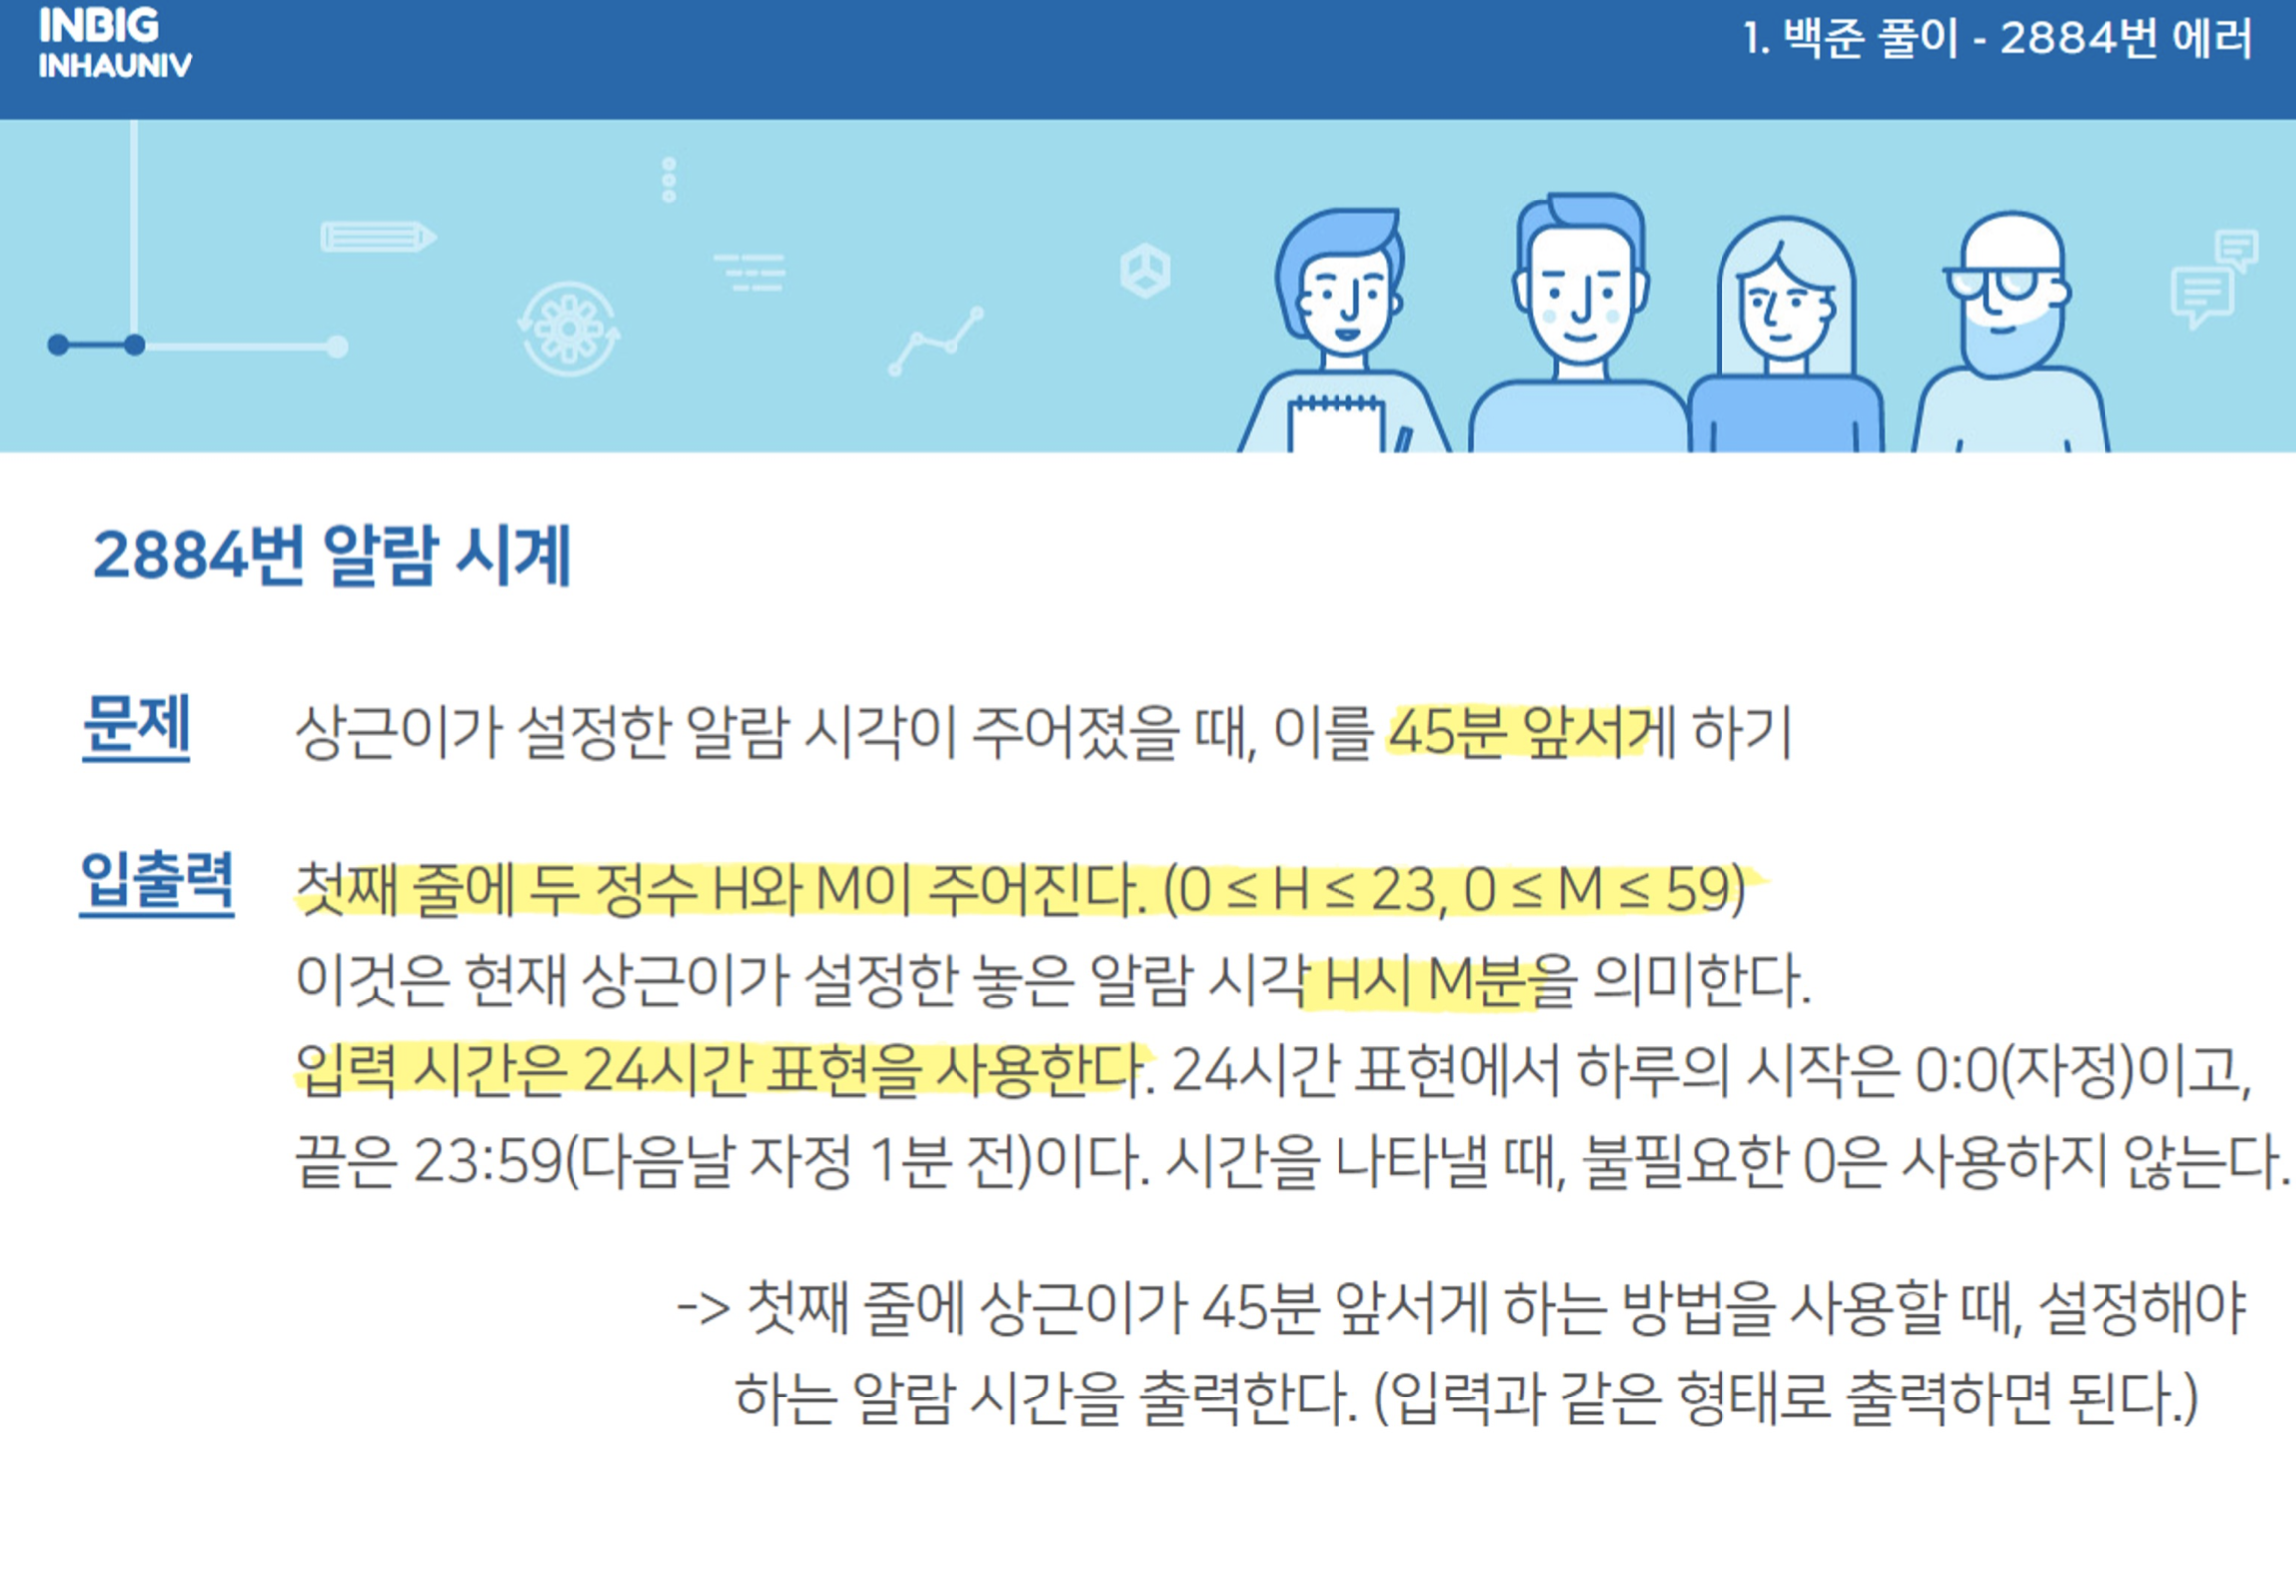 INBIG
INHAUNIV
1. 백준 풀이 - 2884번 에러
2884번 알람 시계
문제
상근이가 설정한 알람 시각이 주어졌을 때, 이를 45분 앞서게 하기
입출력
첫째 줄에 두 정수 H와 M이 주어진다. (0 ≤ H ≤ 23, 0 ≤ M ≤ 59)
이것은 현재 상근이가 설정한 놓은 알람 시각 H시 M분을 의미한다.
입력 시간은 24시간 표현을 사용한다. 24시간 표현에서 하루의 시작은 0:0(자정)이고,
끝은 23:59(다음날 자정 1분 전)이다. 시간을 나타낼 때, 불필요한 0은 사용하지 않는다.
-> 첫째 줄에 상근이가 45분 앞서게 하는 방법을 사용할 때, 설정해야
하는 알람 시간을 출력한다. (입력과 같은 형태로 출력하면 된다.)